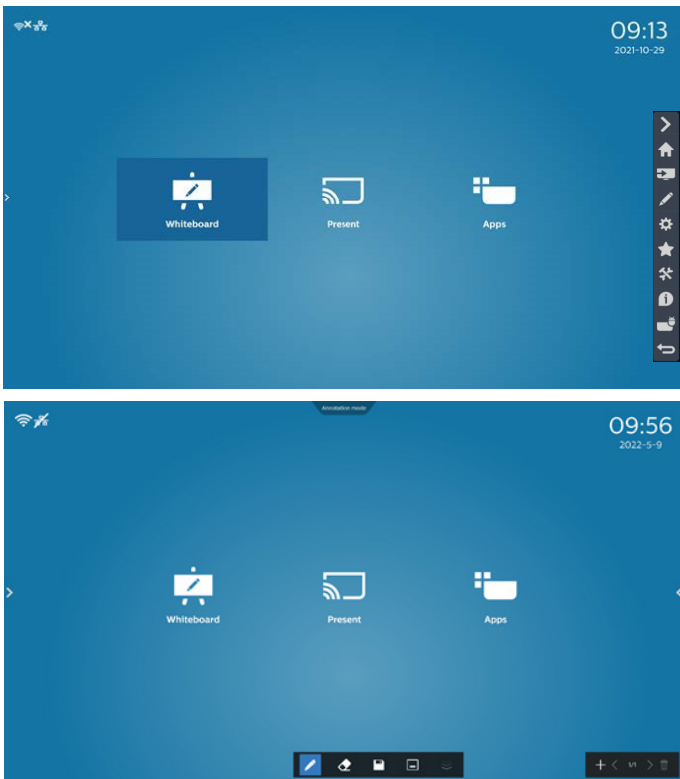 09:13
2021-10-29
Whiteboard
Present
Apps
Annotation mode
09:56
2022-5-9
Whiteboard
Present
Apps
1/1